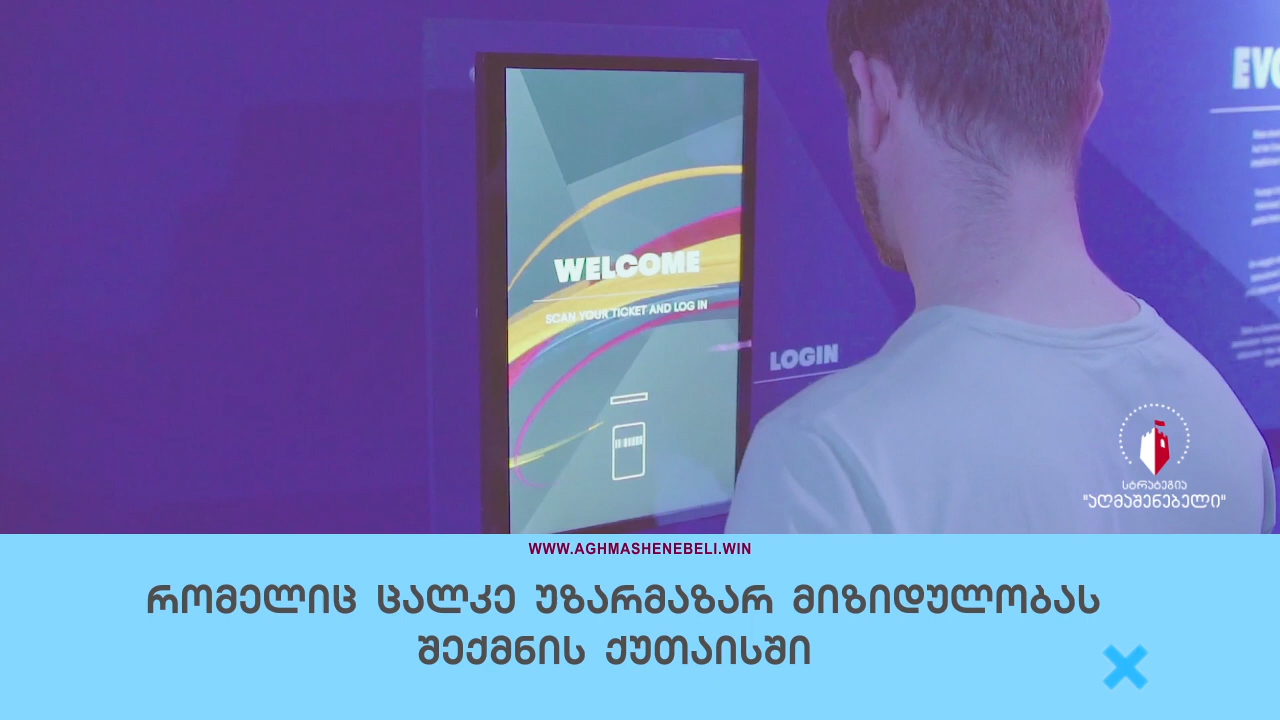 EVO
WELCOME
SCAN YOUR TICKET AND LOG IN
LOGIN
სტრატეგია
"აღმაშენებელი"
WWW.AGHMASHENEBELI.WIN
რომელიც ცალკე უზარმაზარ მიზიდულობას
შექმნის ქუთაისში